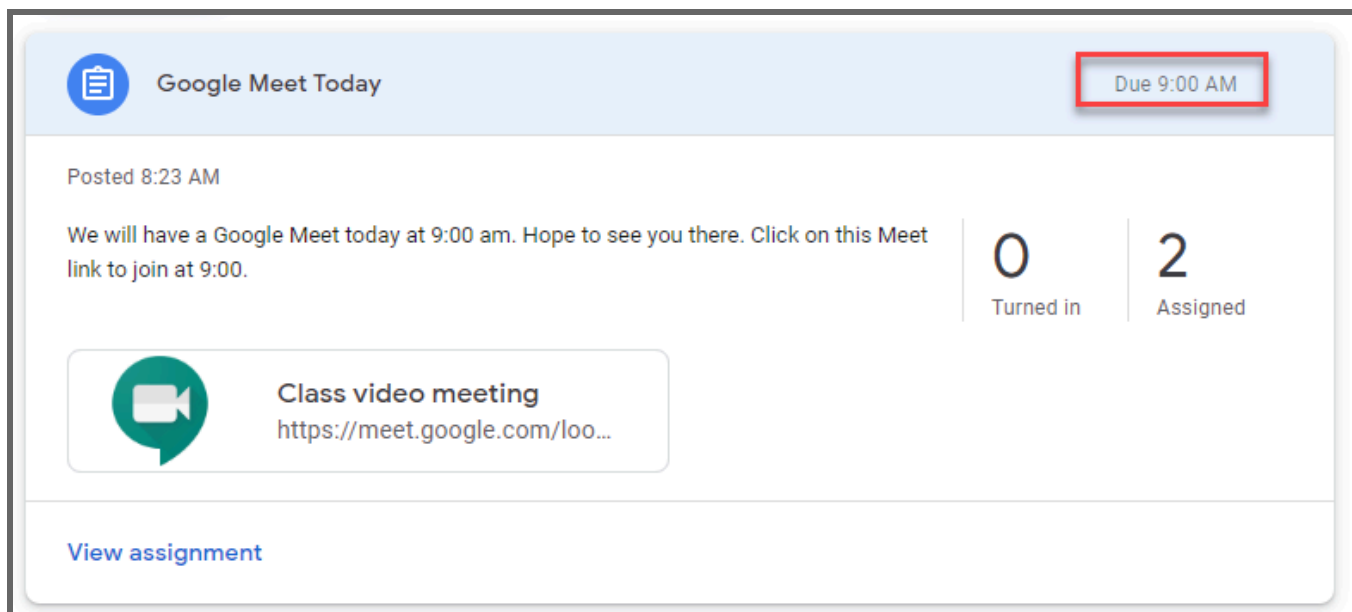 Google Meet Today
Due 9:00 AM
Posted 8:23 AM
We will have a Google Meet today at 9:00 am. Hope to see you there. Click on this Meet
link to join at 9:00.
0
Turned in
2
Assigned
Class video meeting
https://meet.google.com/loo...
View assignment